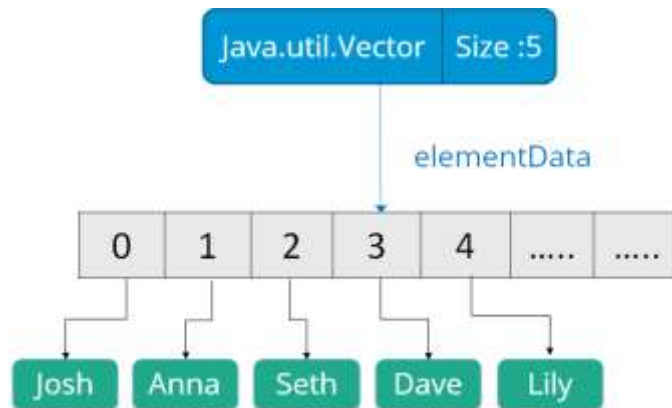 Java.util.Vector Size :5
elementData
0 1 2 3 4 ..... .....
Josh Anna Seth Dave Lily